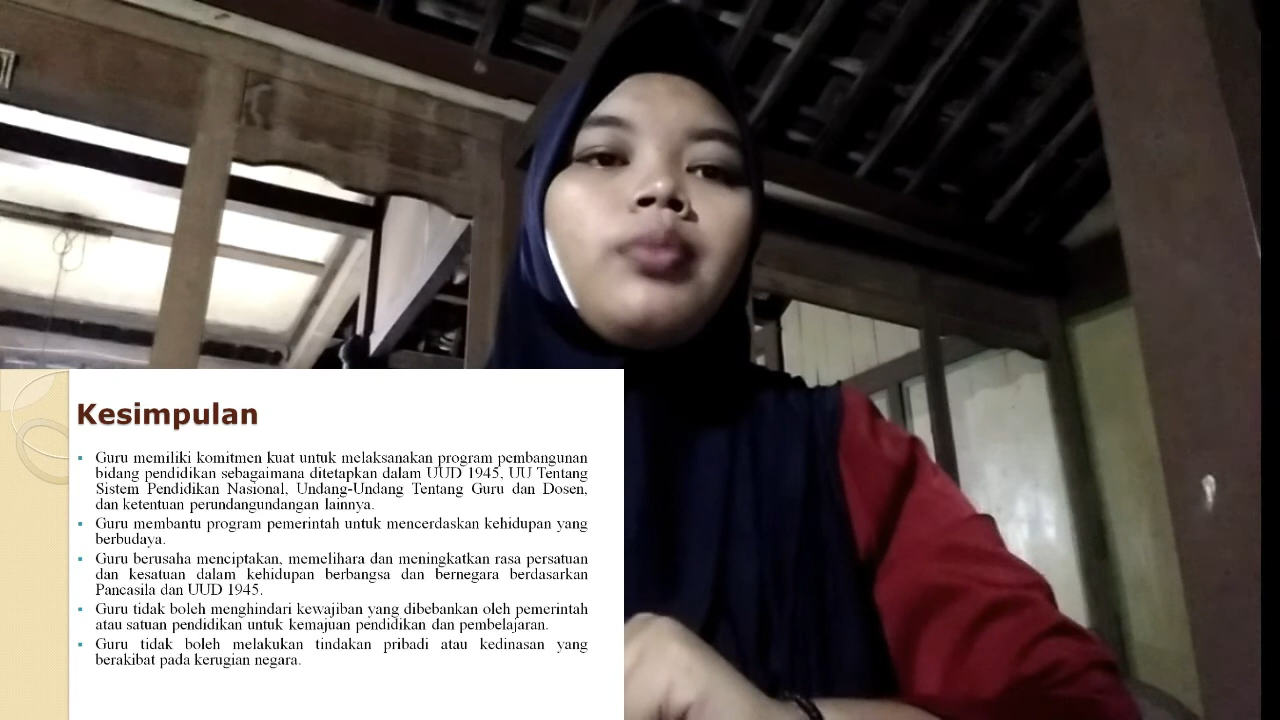 Kesimpulan
Guru memiliki komitmen kuat untuk melaksanakan program pembangunan
bidang pendidikan sebagaimana ditetapkan dalam UUD 1945, UU Tentang
Sistem Pendidikan Nasional, Undang-Undang Tentang Guru dan Dosen,
dan ketentuan perundangundangan lainnya.
Guru membantu program pemerintah untuk mencerdaskan kehidupan yang
berbudaya.
Guru berusaha menciptakan, memelihara dan meningkatkan rasa persatuan
dan kesatuan dalam kehidupan berbangsa dan bernegara berdasarkan
Pancasila dan UUD 1945.
Guru tidak boleh menghindari kewajiban yang dibebankan oleh pemerintah
atau satuan pendidikan untuk kemajuan pendidikan dan pembelajaran.
Guru tidak boleh melakukan tindakan pribadi atau kedinasan yang
berakibat pada kerugian negara.